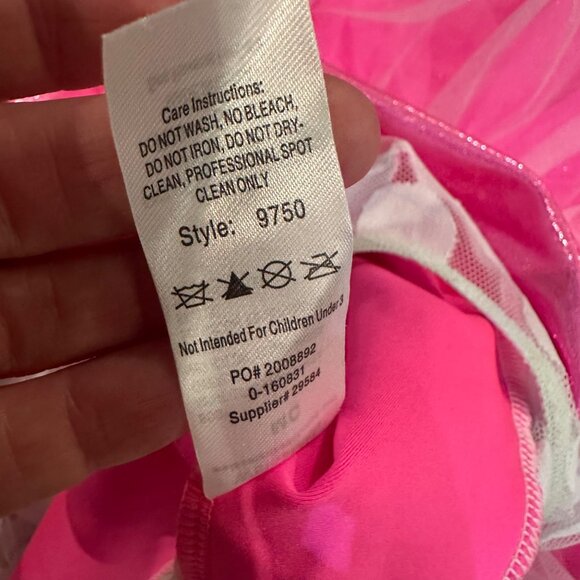 Care Instructions:
DO NOT WASH, NO BLEACH,
DO NOT IRON, DO NOT DRY-
CLEAN, PROFESSIONAL SPOT
CLEAN ONLY
Style: 9750
Not Intended For Children Under 3
PO# 2008892
0-160831
Supplier# 29584